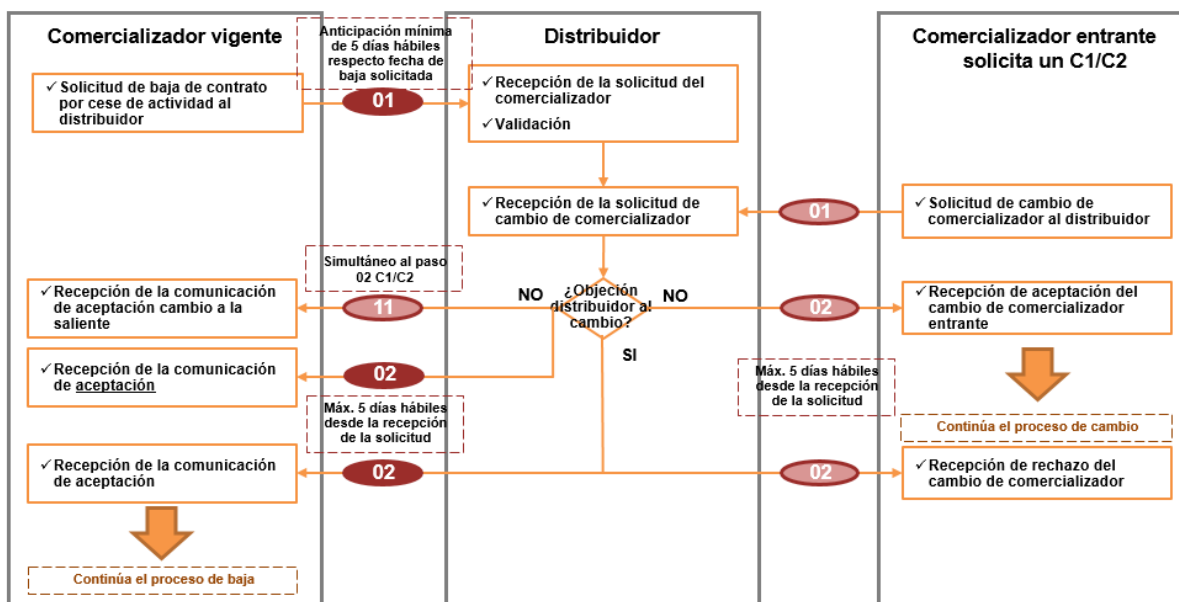 Comercializador vigente
Anticipación mínima
de 5 días hábiles
respecto fecha de
baja solicitada
Distribuidor
Comercializador entrante
solicita un C1/C2
✓ Solicitud de baja de contrato
por cese de actividad al
distribuidor
01
✓ Recepción de la solicitud del
comercializador
✓ Validación
✓ Recepción de la solicitud de
cambio de comercializador
01
✓ Solicitud de cambio de
comercializador al distribuidor
Simultáneo al paso
02 C1/C2
✓ Recepción de la comunicación
de aceptación cambio a la
saliente
11
NO
¿Objeción
distribuidor al
cambio?
NO
02
✓ Recepción de aceptación del
cambio de comercializador
entrante
SI
✓ Recepción de la comunicación
de aceptación
02
Máx. 5 días hábiles
desde la recepción
de la solicitud
Máx. 5 días hábiles
desde la recepción
de la solicitud
Continúa el proceso de cambio
✓ Recepción de la comunicación
de aceptación
02
02
✓ Recepción de rechazo del
cambio de comercializador
Continúa el proceso de baja